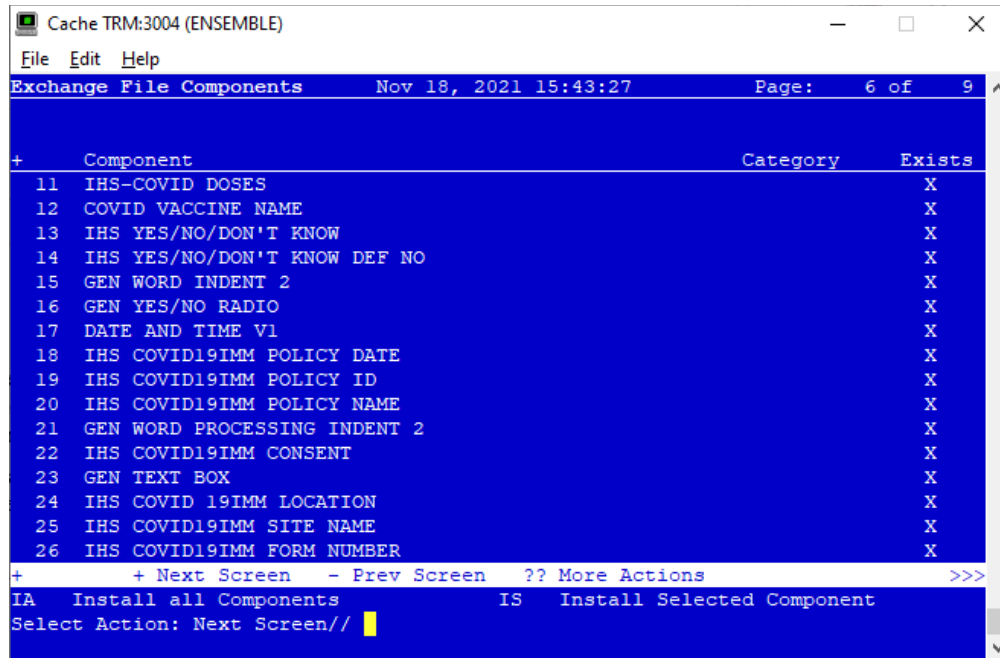 Cache TRM:3004 (ENSEMBLE)
File Edit Help
Exchange File Components Nov 18, 2021 15:43:27 Page: 6 of 9
+ Component Category Exists
11 IHS-COVID DOSES X
12 COVID VACCINE NAME X
13 IHS YES/NO/DON'T KNOW X
14 IHS YES/NO/DON'T KNOW DEF NO X
15 GEN WORD INDENT 2 X
16 GEN YES/NO RADIO X
17 DATE AND TIME V1 X
18 IHS COVID19IMM POLICY DATE X
19 IHS COVID19IMM POLICY ID X
20 IHS COVID19IMM POLICY NAME X
21 GEN WORD PROCESSING INDENT 2 X
22 IHS COVID19IMM CONSENT X
23 GEN TEXT BOX X
24 IHS COVID 19IMM LOCATION X
25 IHS COVID19IMM SITE NAME X
26 IHS COVID19IMM FORM NUMBER X
+ + Next Screen - Prev Screen ?? More Actions >>>
IA Install all Components IS Install Selected Component
Select Action: Next Screen//